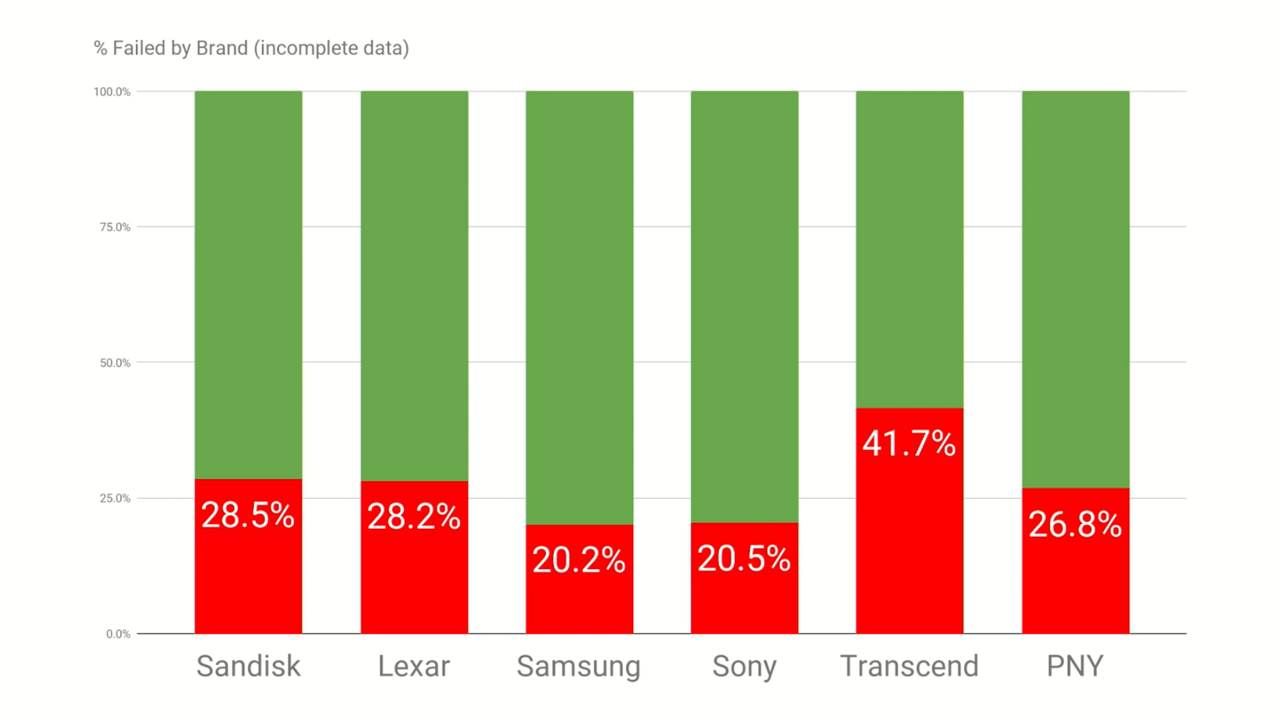 % Failed by Brand (incomplete data)
100.0%
75.0%
50.0%
25.0%
0.0%
28.5%
28.2%
20.2%
20.5%
41.7%
26.8%
Sandisk
Lexar
Samsung
Sony
Transcend
PNY